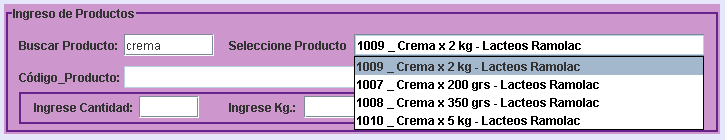 Ingreso de Productos
Buscar Producto: crema Seleccione Producto 1009 _ Crema x 2 kg - Lacteos Ramolac
1009 _ Crema x 2 kg - Lacteos Ramolac
Código_Producto:
1007 _ Crema x 200 grs - Lacteos Ramolac
1008 _ Crema x 350 grs - Lacteos Ramolac
Ingrese Cantidad: Ingrese Kg.:
1010 _ Crema x 5 kg - Lacteos Ramolac